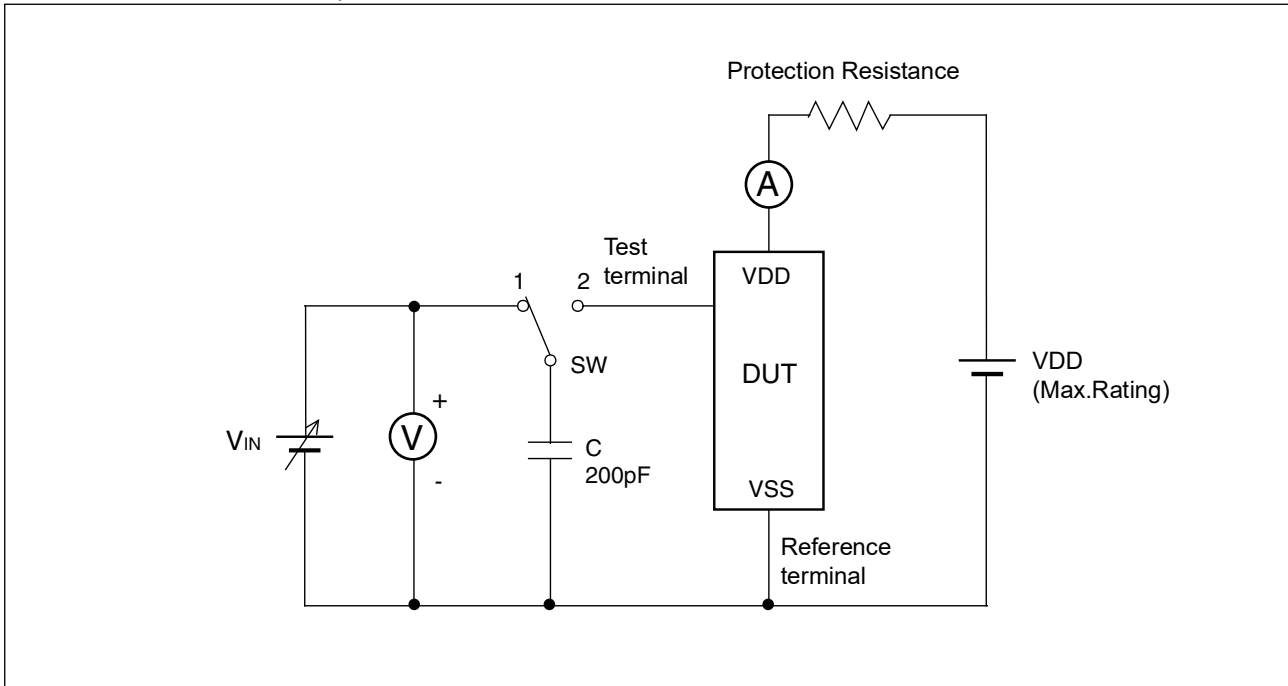 Protection Resistance
A
Test
terminal
1
2
VDD
SW
DUT
VDD
(Max.Rating)
+
VIN
V
C
200pF
-
VSS
Reference
terminal